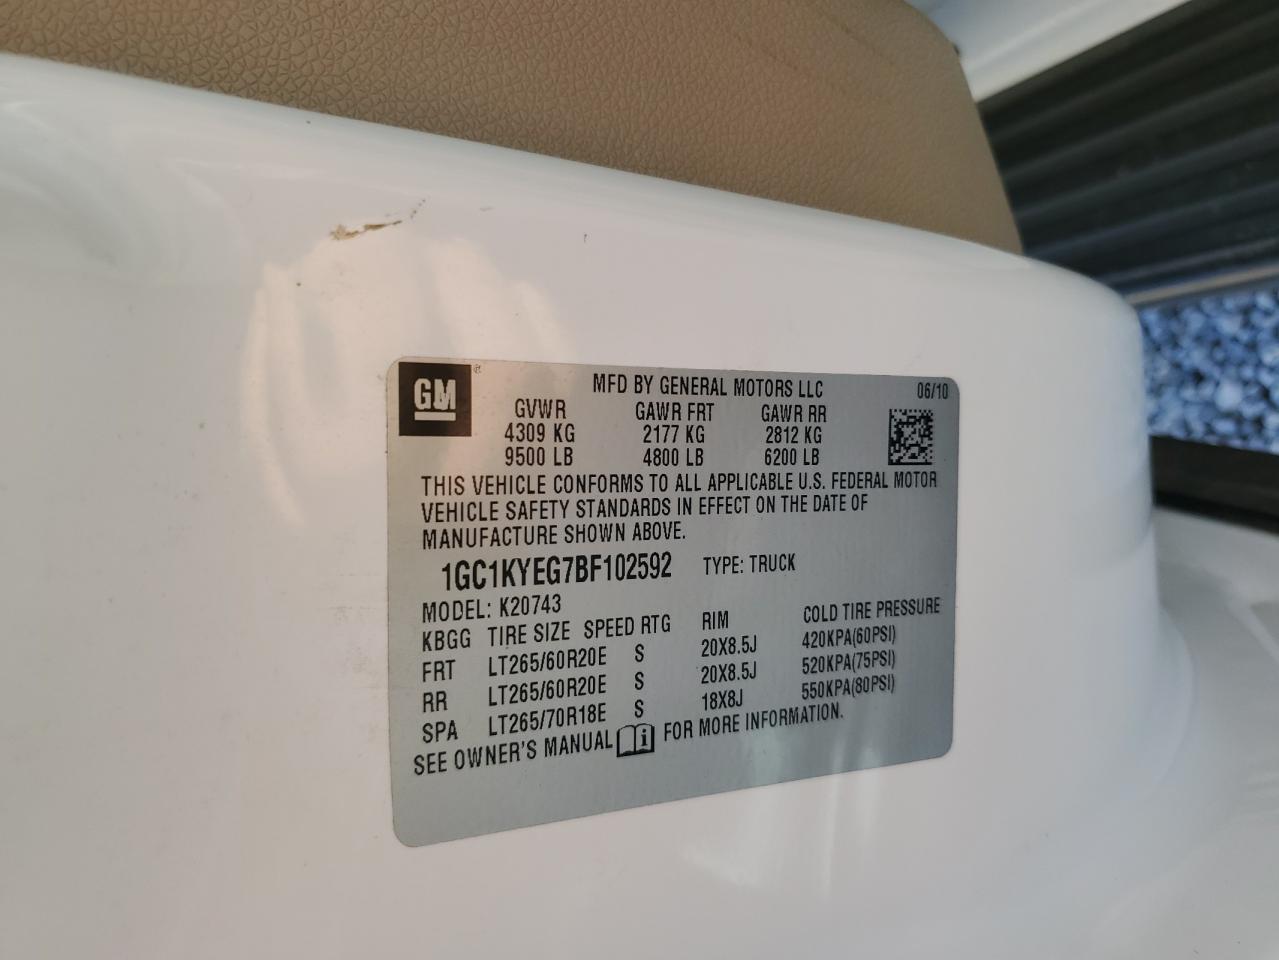 GM
MFD BY GENERAL MOTORS LLC 06/10
GVWR GAWR FRT GAWR RR
4309 KG 2177 KG 2812 KG
9500 LB 4800 LB 6200 LB
THIS VEHICLE CONFORMS TO ALL APPLICABLE U.S. FEDERAL MOTOR
VEHICLE SAFETY STANDARDS IN EFFECT ON THE DATE OF
MANUFACTURE SHOWN ABOVE.
1GC1KYEG7BF102592 TYPE: TRUCK
MODEL: K20743
KBGG TIRE SIZE SPEED RTG RIM COLD TIRE PRESSURE
FRT LT265/60R20E S 20X8.5J 420KPA(60PSI)
RR LT265/60R20E S 20X8.5J 520KPA(75PSI)
SPA LT265/70R18E S 18X8J 550KPA(80PSI)
SEE OWNER'S MANUAL i FOR MORE INFORMATION.